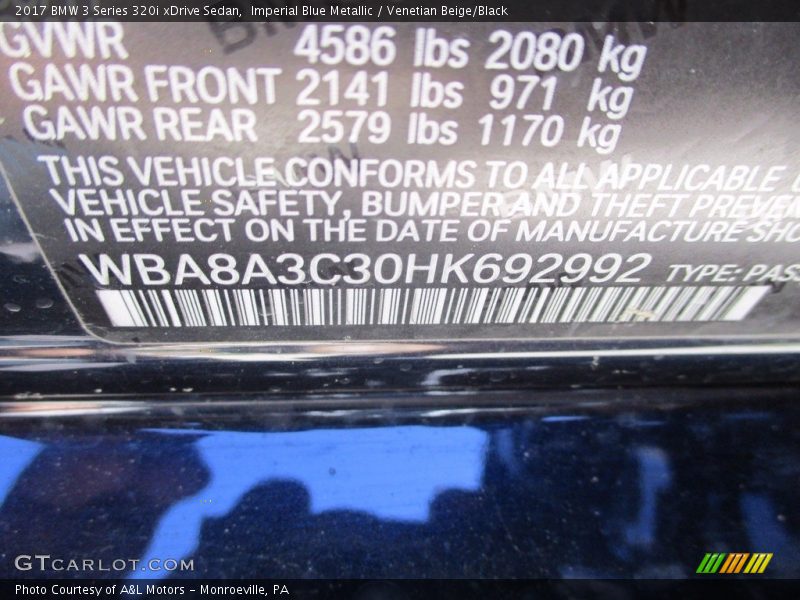 2017 BMW 3 Series 320i xDrive Sedan, Imperial Blue Metallic / Venetian Beige/Black
GVWR 4586 lbs 2080 kg
GAWR FRONT 2141 lbs 971 kg
GAWR REAR 2579 lbs 1170 kg
THIS VEHICLE CONFORMS TO ALL APPLICABLE
VEHICLE SAFETY, BUMPER AND THEFT PREVEN
IN EFFECT ON THE DATE OF MANUFACTURE SHO
WBA8A3C30HK692992 TYPE: PAS
GTCARLOT.COM
Photo Courtesy of A&L Motors - Monroeville, PA